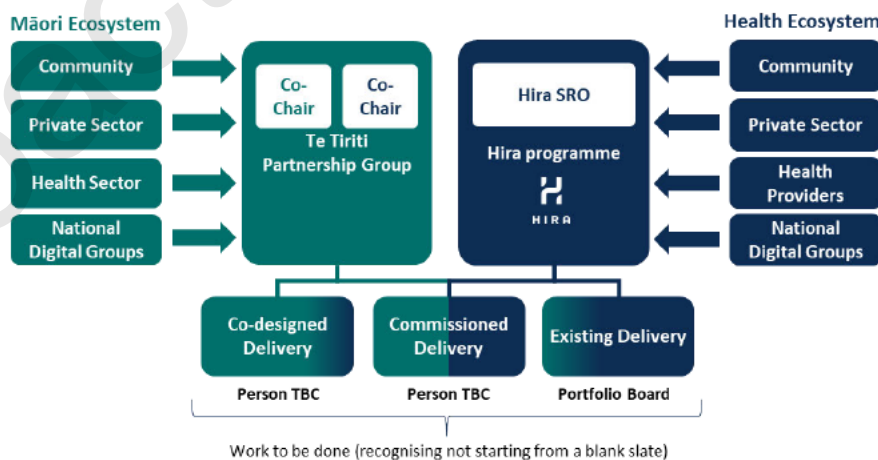 Māori Ecosystem
Community
Private Sector
Health Sector
National
Digital Groups
Co-
Chair
Co-
Chair
Te Tiriti
Partnership Group
Hira SRO
Hira programme
HIRA
Health Ecosystem
Community
Private Sector
Health
Providers
National
Digital Groups
Co-designed
Delivery
Commissioned
Delivery
Existing Delivery
Person TBC
Person TBC
Portfolio Board
Work to be done (recognising not starting from a blank slate)